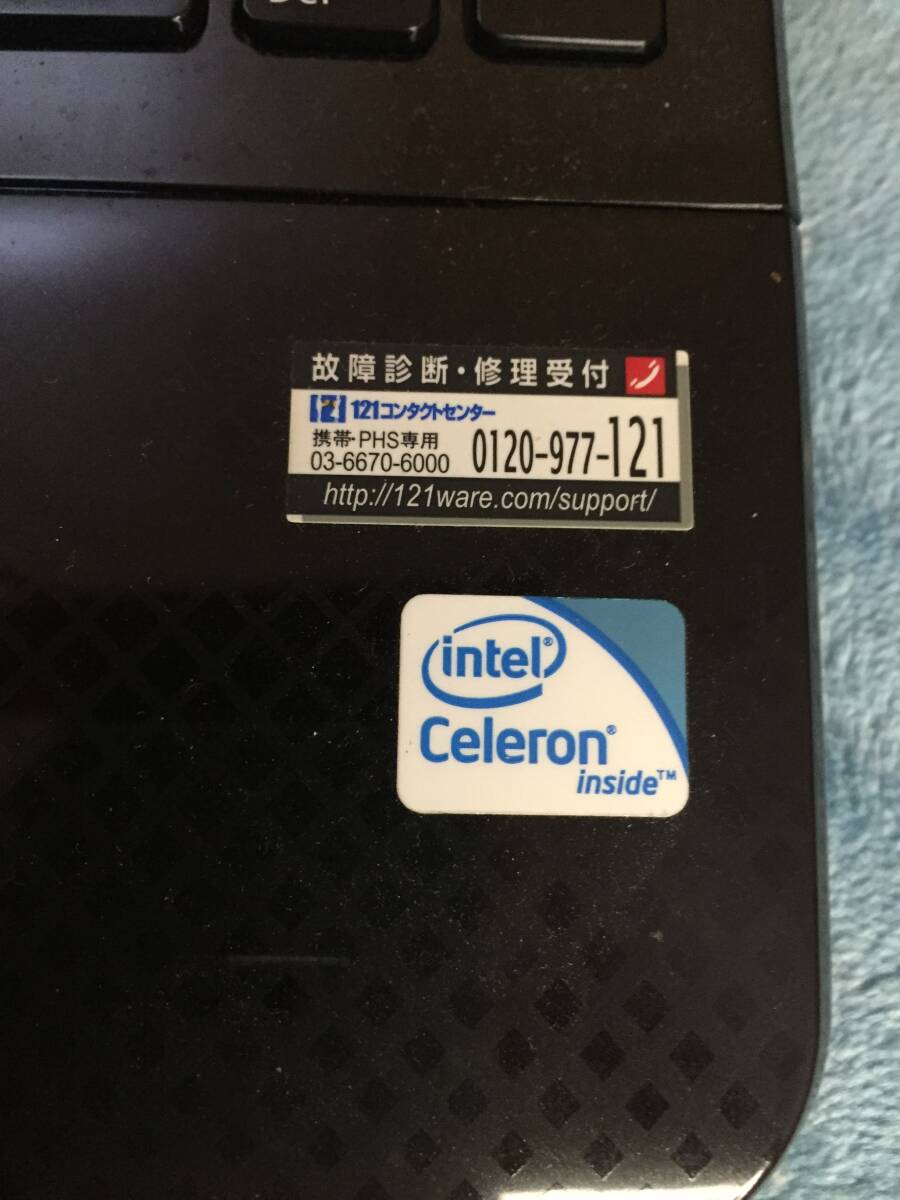 Del
故障診断・修理受付
121 121コンタクトセンター
携帯・PHS専用
03-6670-6000 0120-977-121
http://121ware.com/support/
intel®
Celeron®
inside™